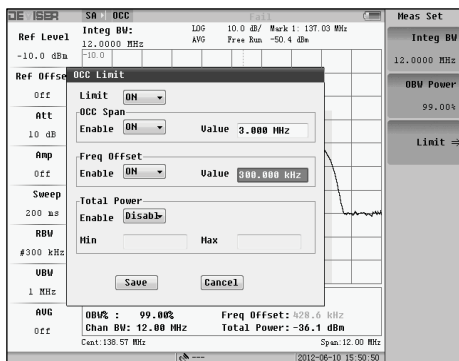 DEVISER SA OCC Fail Meas Set
Ref Level
-10.0 dBm
Integ BW:
12.0000 MHz
LOG 10.0 dB/ Mark 1: 137.03 MHz
AVG Free Run -50.4 dBm
-10.0
Integ BW
12.0000 MHz
OBW Power
99.00%
Limit ⇒
Ref Offse
Off
Att
10 dB
Amp
Off
Sweep
200 ms
RBW
#300 kHz
VBW
1 MHz
AVG
Off
OCC Limit
Limit ON
OCC Span
Enable ON Value 3.000 MHz
Freq Offset
Enable ON Value 300.000 kHz
Total Power
Enable Disabl
Min Max
Save Cancel
OBW% : 99.00% Freq Offset: 428.6 kHz
Chan BW: 12.00 MHz Total Power: -36.1 dBm
Cent:138.57 MHz Span:12.00 MHz
--- 2012-06-10 15:50:50